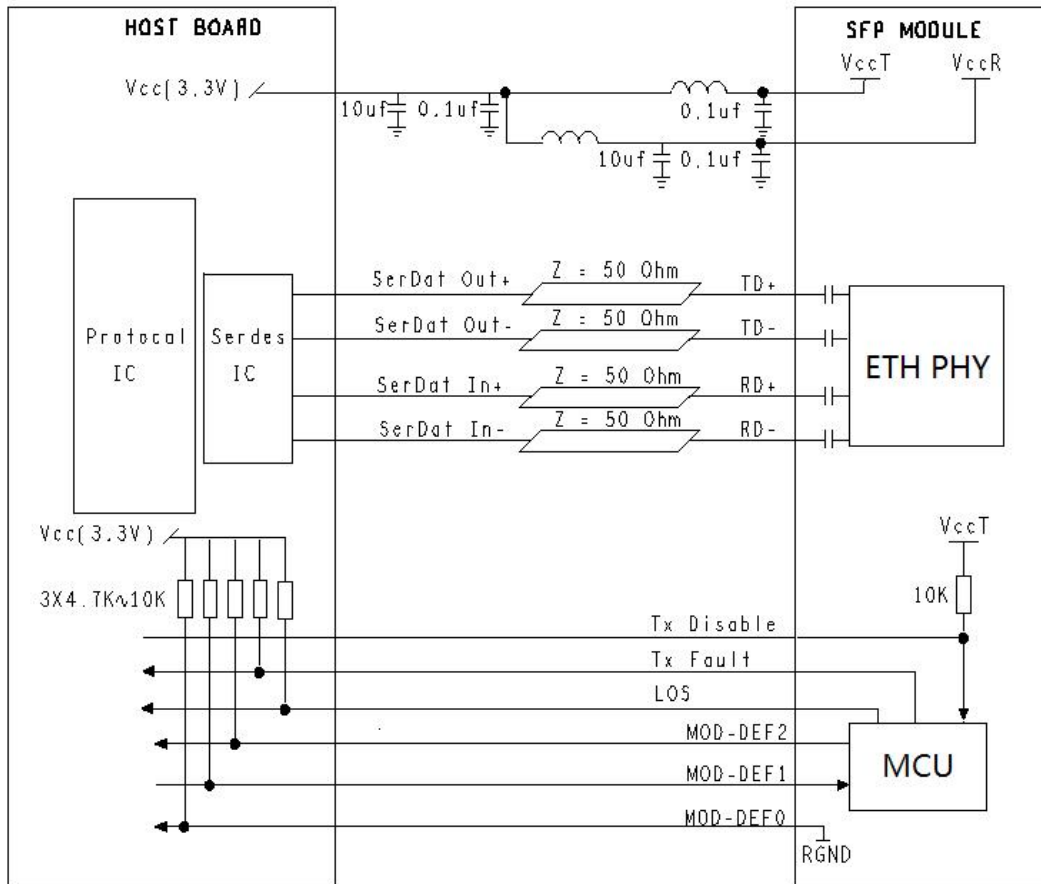 HOST BOARD
SFP MODULE
VccT
VccR
Vcc(3.3V)
10uf
0.1uf
0.1uf
10uf
0.1uf
Protocal
IC
Serdes
IC
SerDat Out+
Z = 50 Ohm
TD+
SerDat Out-
Z = 50 Ohm
TD-
SerDat In+
Z = 50 Ohm
RD+
SerDat In-
Z = 50 Ohm
RD-
ETH PHY
Vcc(3.3V)
3X4.7K∿10K
VccT
10K
Tx Disable
Tx Fault
LOS
MOD-DEF2
MOD-DEF1
MOD-DEF0
MCU
RGND